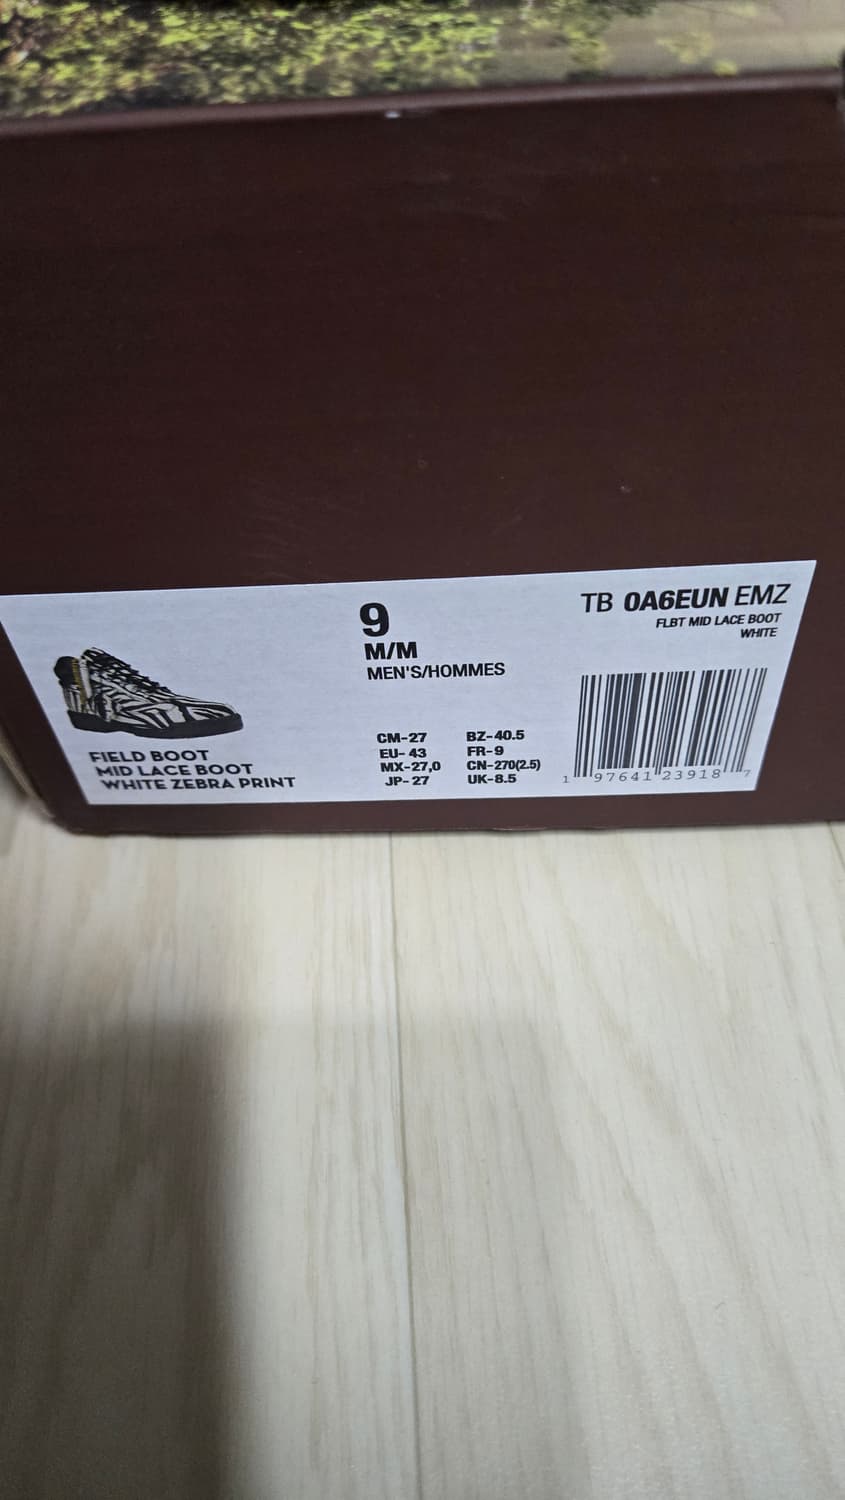 9
M/M
MEN'S/HOMMES
TB 0A6EUN EMZ
FLBT MID LACE BOOT
WHITE
FIELD BOOT
MID LACE BOOT
WHITE ZEBRA PRINT
CM-27 BZ-40.5
EU- 43 FR-9
MX-27,0 CN-270(2.5)
JP- 27 UK-8.5
1 97641 23918 7